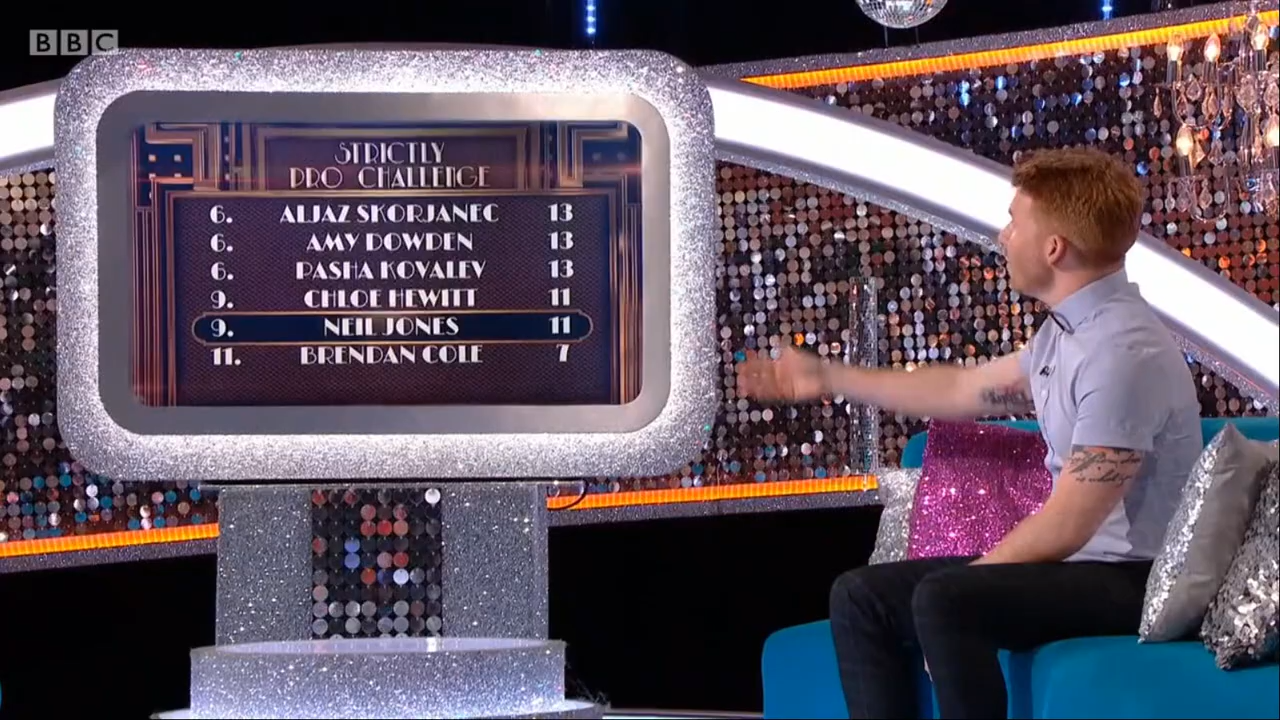 BBC
STRICTLY
PRO CHALLENGE
6. ALJAZ SKORJANEC 13
6. AMY DOWDEN 13
6. PASHA KOVALEV 13
9. CHLOE HEWITT 11
9. NEIL JONES 11
11. BRENDAN COLE 7